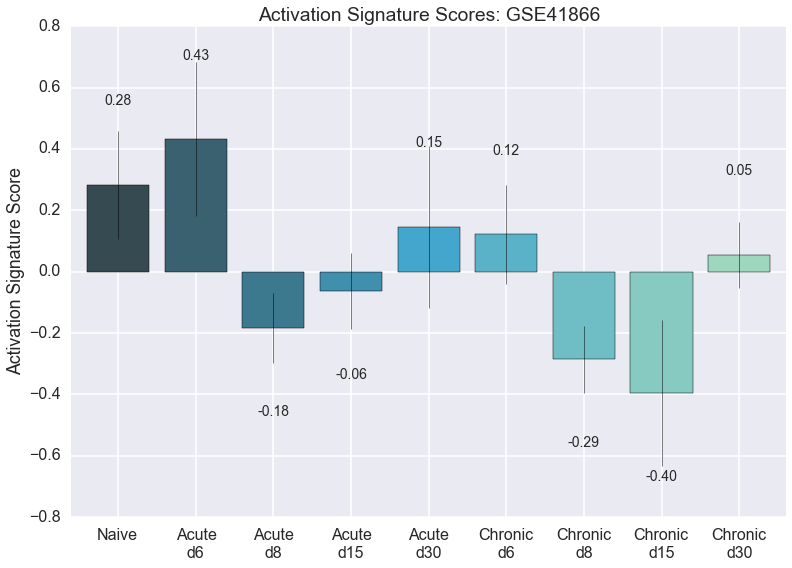 Activation Signature Scores: GSE41866
Activation Signature Score
0.8
0.6
0.4
0.2
0.0
−0.2
−0.4
−0.6
−0.8
0.28
0.43
-0.18
-0.06
0.15
0.12
-0.29
-0.40
0.05
Naive
Acute
d6
Acute
d8
Acute
d15
Acute
d30
Chronic
d6
Chronic
d8
Chronic
d15
Chronic
d30